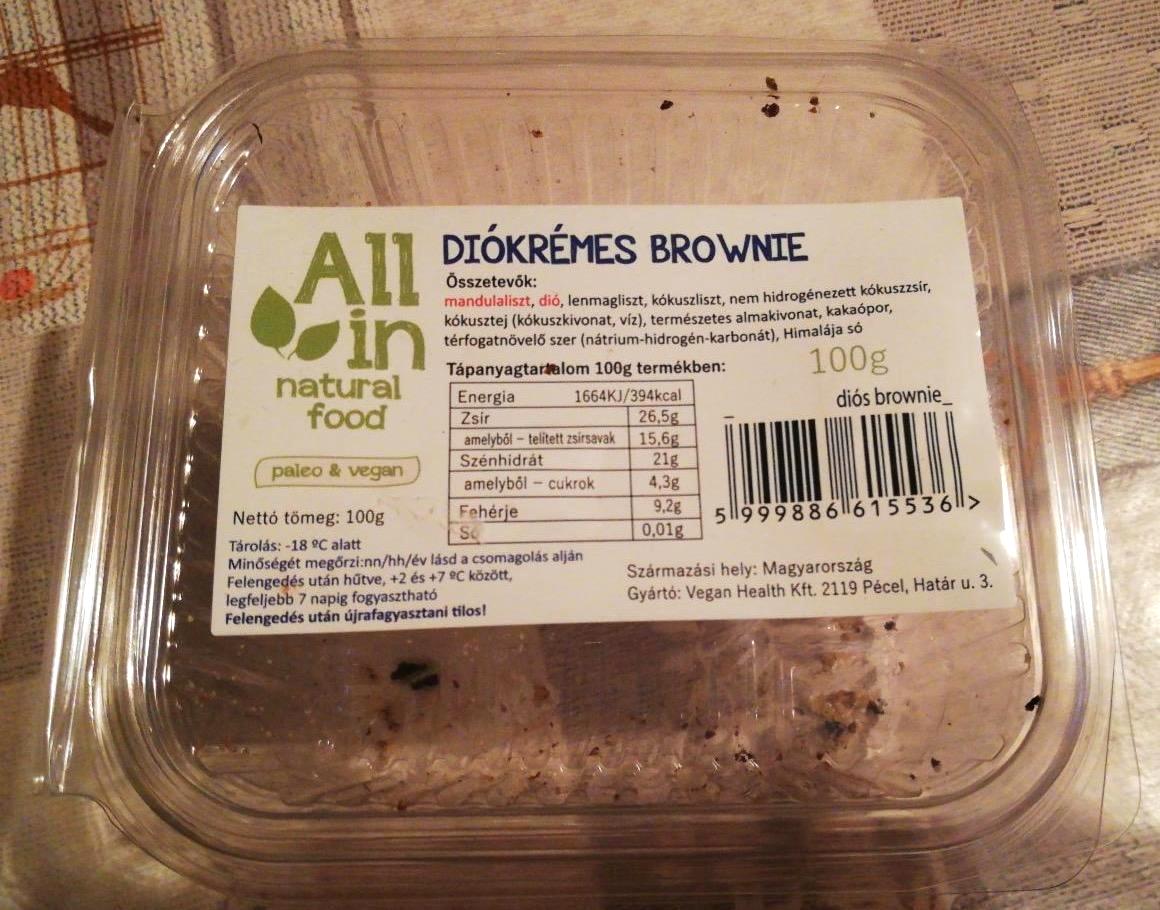 All
in
natural
food
paleo & vegan
DIÓKRÉMES BROWNIE
Összetevők:
mandulaliszt, dió, lenmagliszt, kókuszliszt, nem hidrogénezett kókuszzsír,
kókusztej (kókuszkivonat, víz), természetes almakivonat, kakaópor,
térfogatnövelő szer (nátrium-hidrogén-karbonát), Himalája só
Tápanyagtartalom 100g termékben:
Energia 1664KJ/394kcal
Zsír 26,5g
amelyből – telített zsírsavak 15,6g
Szénhidrát 21g
amelyből – cukrok 4,3g
Fehérje 9,2g
Só 0,01g
100g
diós brownie_
5 999886 615536 >
Nettó tömeg: 100g
Tárolás: -18 ºC alatt
Minőségét megőrzi:nn/hh/év lásd a csomagolás alján
Felengedés után hűtve, +2 és +7 ºC között,
legfeljebb 7 napig fogyasztható
Felengedés után újrafagyasztani tilos!
Származási hely: Magyarország
Gyártó: Vegan Health Kft. 2119 Pécel, Határ u. 3.